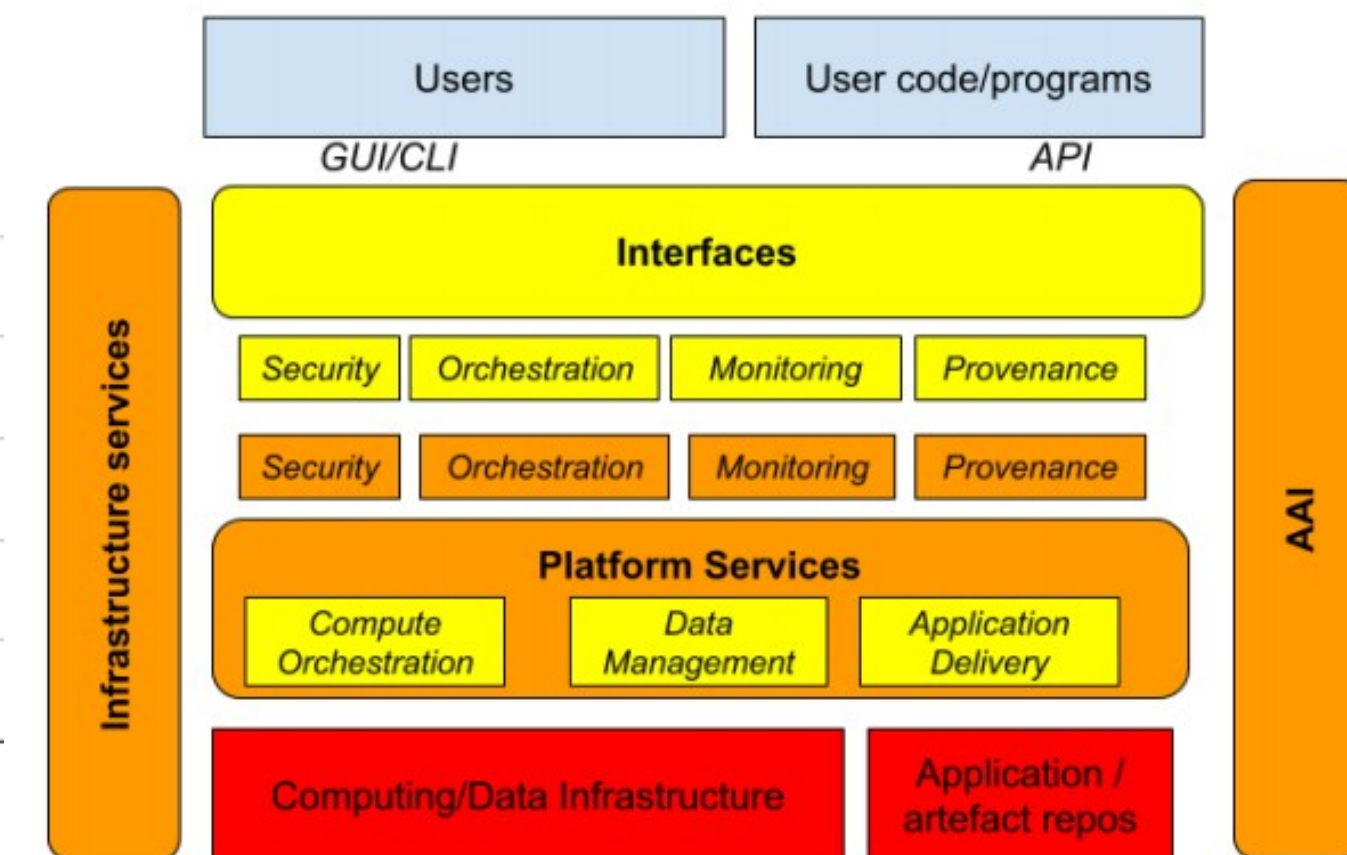 Users
User code/programs
GUI/CLI
API
Infrastructure services
Interfaces
AAI
Security
Orchestration
Monitoring
Provenance
Security
Orchestration
Monitoring
Provenance
Platform Services
Compute
Orchestration
Data
Management
Application
Delivery
Computing/Data Infrastructure
Application /
artefact repos